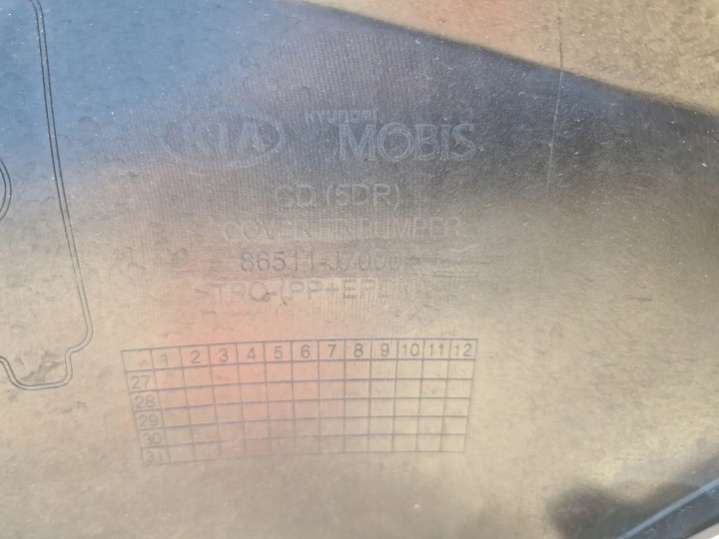 KIA HYUNDAI MOBIS
CD (5DR)
COVER-FR BUMPER
86511-J7000
1 2 3 4 5 6 7 8 9 10 11 12
27
28
29
30
31